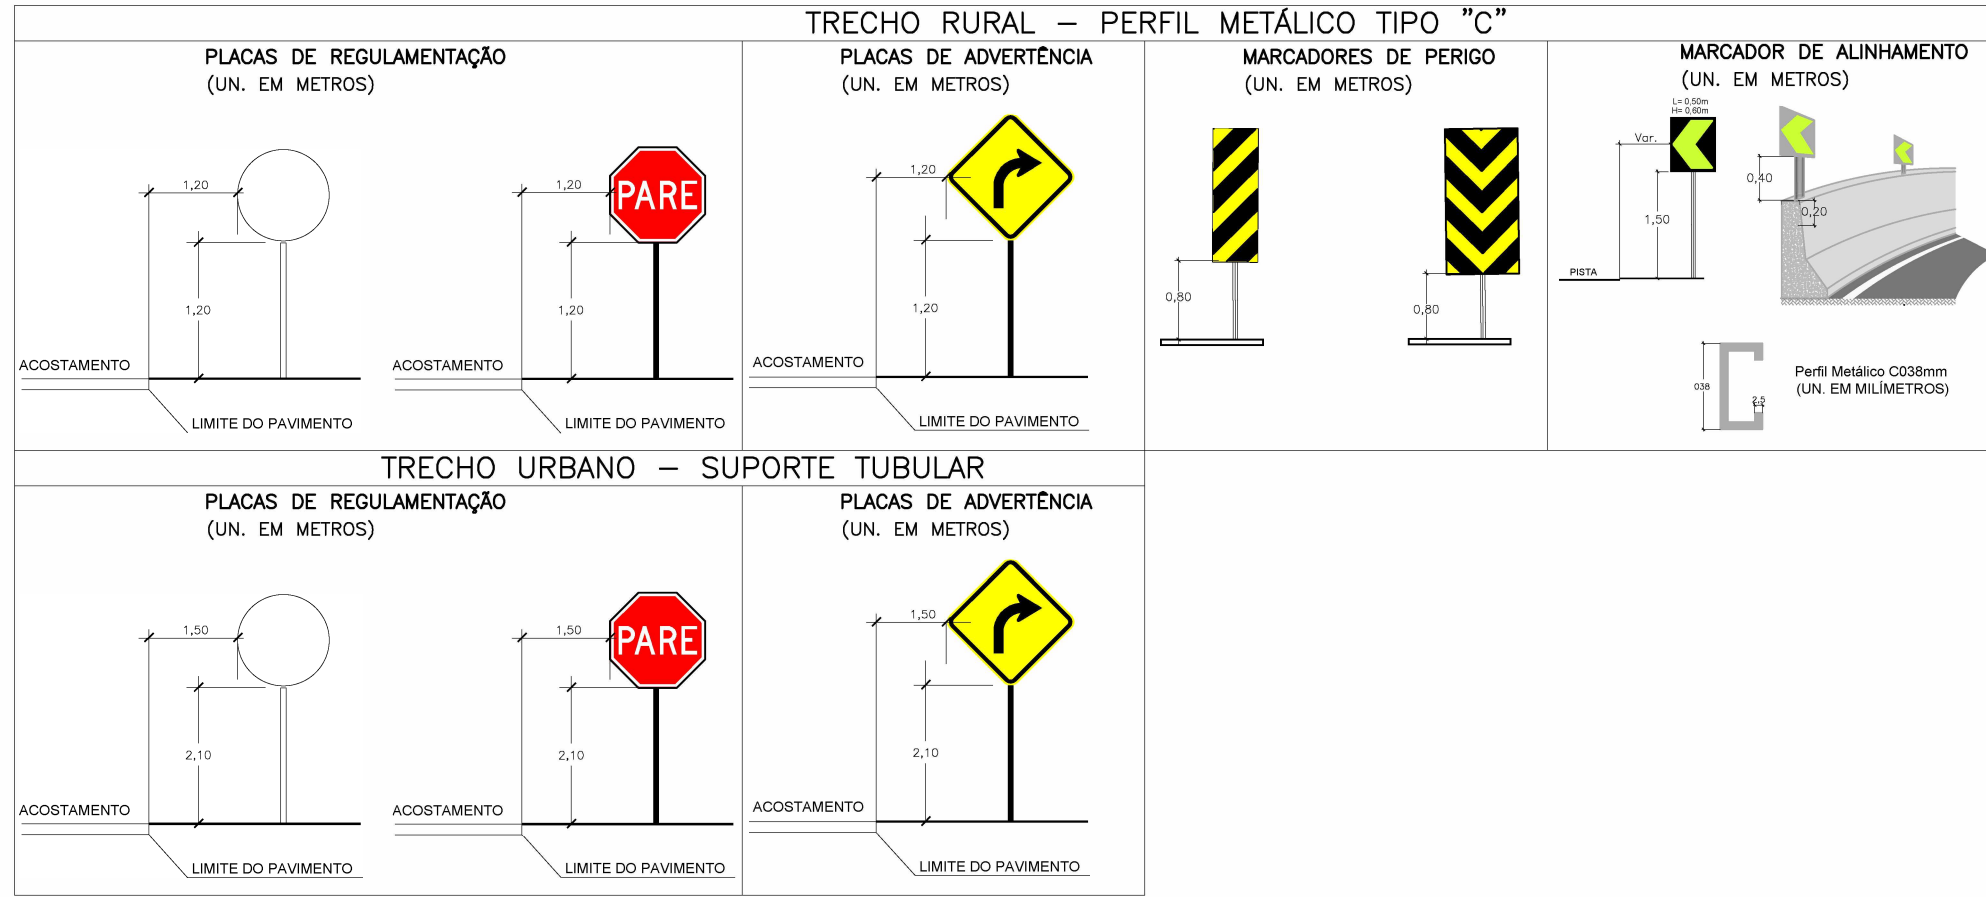 TRECHO RURAL – PERFIL METÁLICO TIPO "C"
PLACAS DE REGULAMENTAÇÃO
(UN. EM METROS)
1,20
1,20
ACOSTAMENTO
LIMITE DO PAVIMENTO
PARE
1,20
1,20
ACOSTAMENTO
LIMITE DO PAVIMENTO
PLACAS DE ADVERTÊNCIA
(UN. EM METROS)
1,20
1,20
ACOSTAMENTO
LIMITE DO PAVIMENTO
MARCADORES DE PERIGO
(UN. EM METROS)
0,80
0,80
MARCADOR DE ALINHAMENTO
(UN. EM METROS)
L= 0,50m
H= 0,60m
Var.
1,50
PISTA
0,40
0,20
038
2,5
Perfil Metálico C038mm
(UN. EM MILÍMETROS)
TRECHO URBANO – SUPORTE TUBULAR
PLACAS DE REGULAMENTAÇÃO
(UN. EM METROS)
1,50
2,10
ACOSTAMENTO
LIMITE DO PAVIMENTO
PARE
1,50
2,10
ACOSTAMENTO
LIMITE DO PAVIMENTO
PLACAS DE ADVERTÊNCIA
(UN. EM METROS)
1,50
2,10
ACOSTAMENTO
LIMITE DO PAVIMENTO